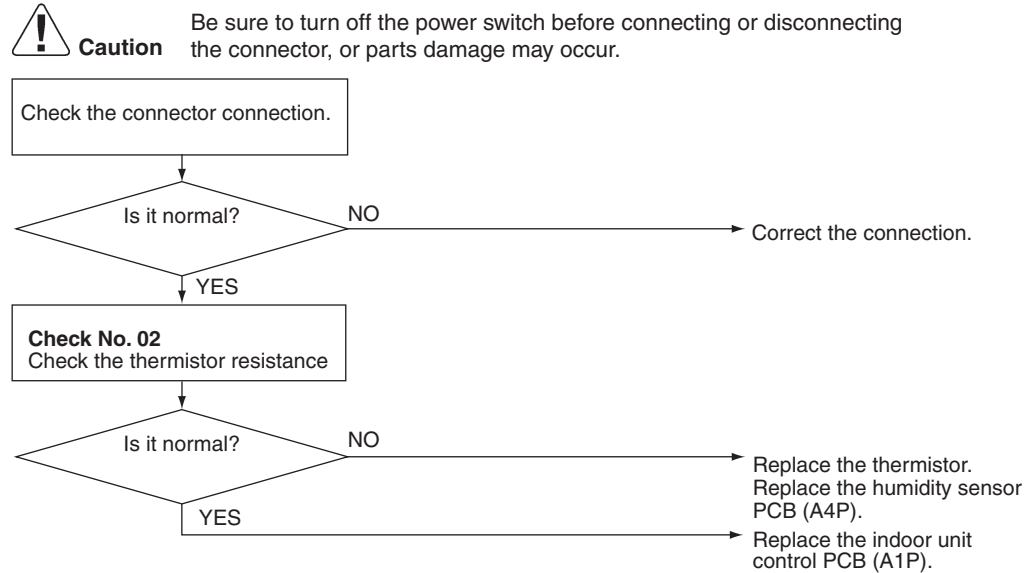 Caution
Be sure to turn off the power switch before connecting or disconnecting
the connector, or parts damage may occur.
Check the connector connection.
Is it normal?
NO
Correct the connection.
YES
Check No. 02
Check the thermistor resistance
Is it normal?
NO
Replace the thermistor.
Replace the humidity sensor
PCB (A4P).
YES
Replace the indoor unit
control PCB (A1P).